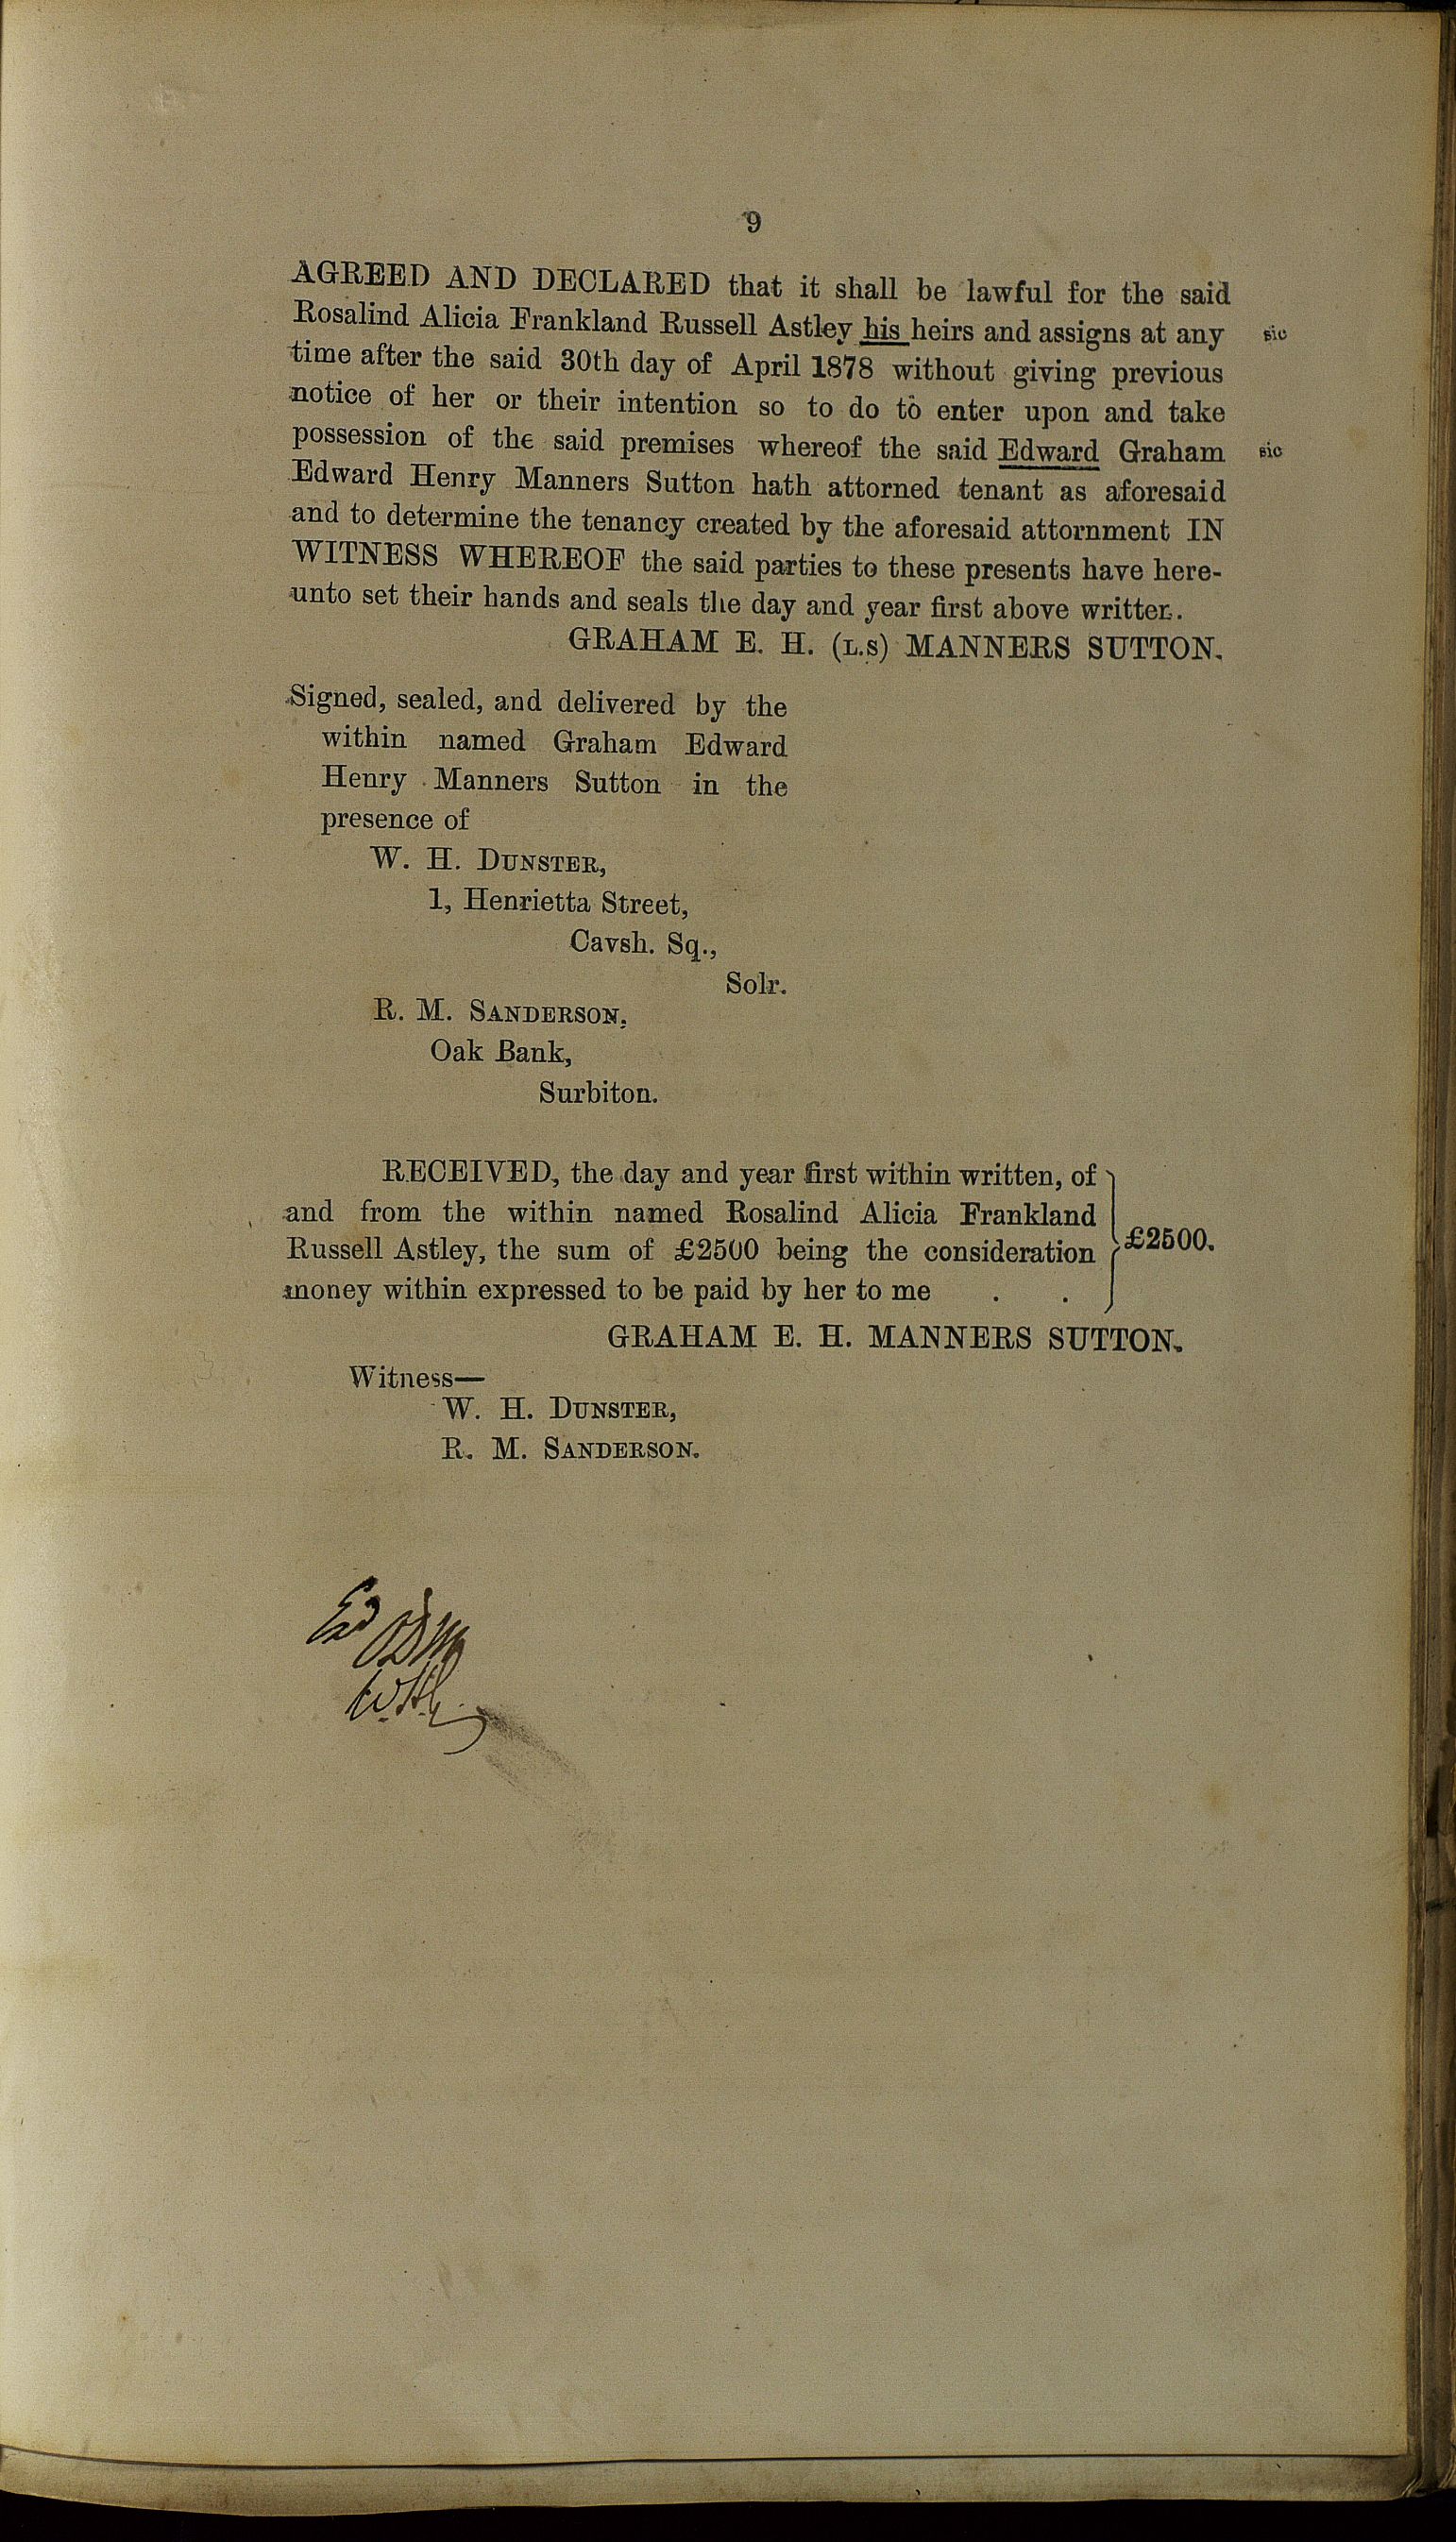 9
AGREED AND DECLARED that it shall be lawful for the said
Rosalind Alicia Frankland Russell Astley his heirs and assigns at any sic
time after the said 30th day of April 1878 without giving previous
notice of her or their intention so to do to enter upon and take
possession of the said premises whereof the said Edward Graham sic
Edward Henry Manners Sutton hath attorned tenant as aforesaid
and to determine the tenancy created by the aforesaid attornment IN
WITNESS WHEREOF the said parties to these presents have here-
unto set their hands and seals the day and year first above written.
GRAHAM E. H. (L.S) MANNERS SUTTON.
Signed, sealed, and delivered by the
within named Graham Edward
Henry Manners Sutton in the
presence of
W. H. DUNSTER,
1, Henrietta Street,
Cavsh. Sq.,
Solr.
R. M. SANDERSON,
Oak Bank,
Surbiton.
RECEIVED, the day and year first within written, of
and from the within named Rosalind Alicia Frankland
Russell Astley, the sum of £2500 being the consideration £2500.
money within expressed to be paid by her to me . .
GRAHAM E. H. MANNERS SUTTON.
Witness—
W. H. DUNSTER,
R. M. SANDERSON.